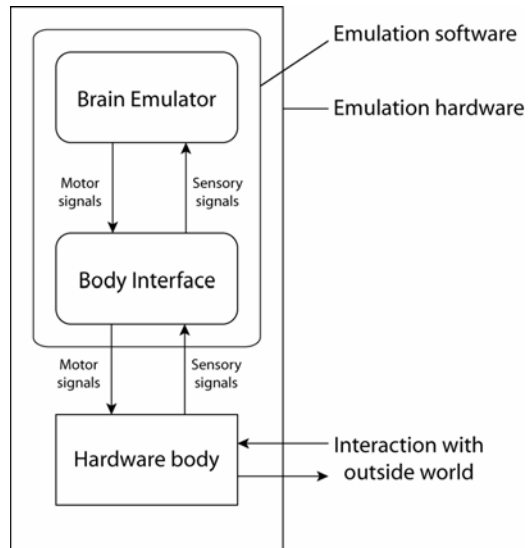 Emulation software
Brain Emulator
Emulation hardware
Motor
signals
Sensory
signals
Body Interface
Motor
signals
Sensory
signals
Hardware body
Interaction with
outside world